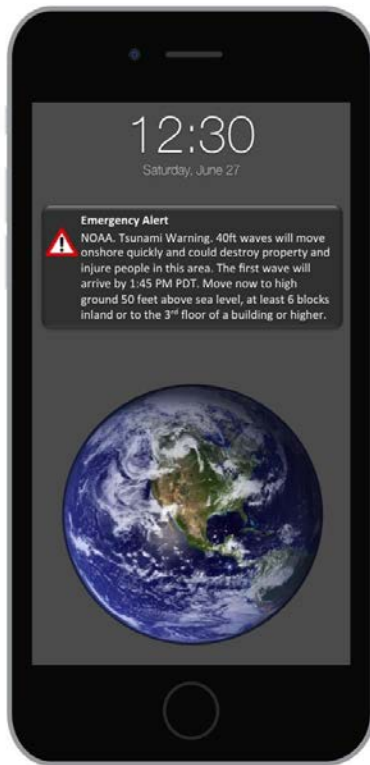 12:30
Saturday, June 27
Emergency Alert
NOAA. Tsunami Warning. 40ft waves will move
onshore quickly and could destroy property and
injure people in this area. The first wave will
arrive by 1:45 PM PDT. Move now to high
ground 50 feet above sea level, at least 6 blocks
inland or to the 3rd floor of a building or higher.